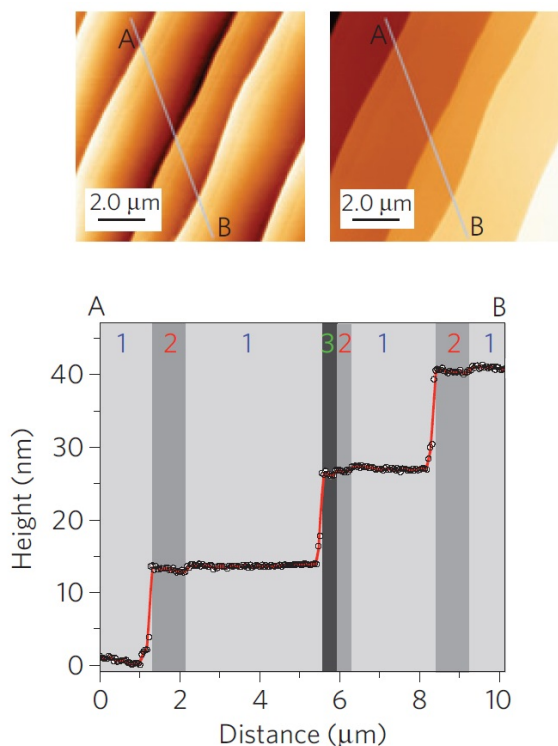 A
B
2.0 μm
A
B
2.0 μm
A B
1 2 1 3 2 1 2 1
Height (nm)
40
30
20
10
0
0 2 4 6 8 10
Distance (μm)